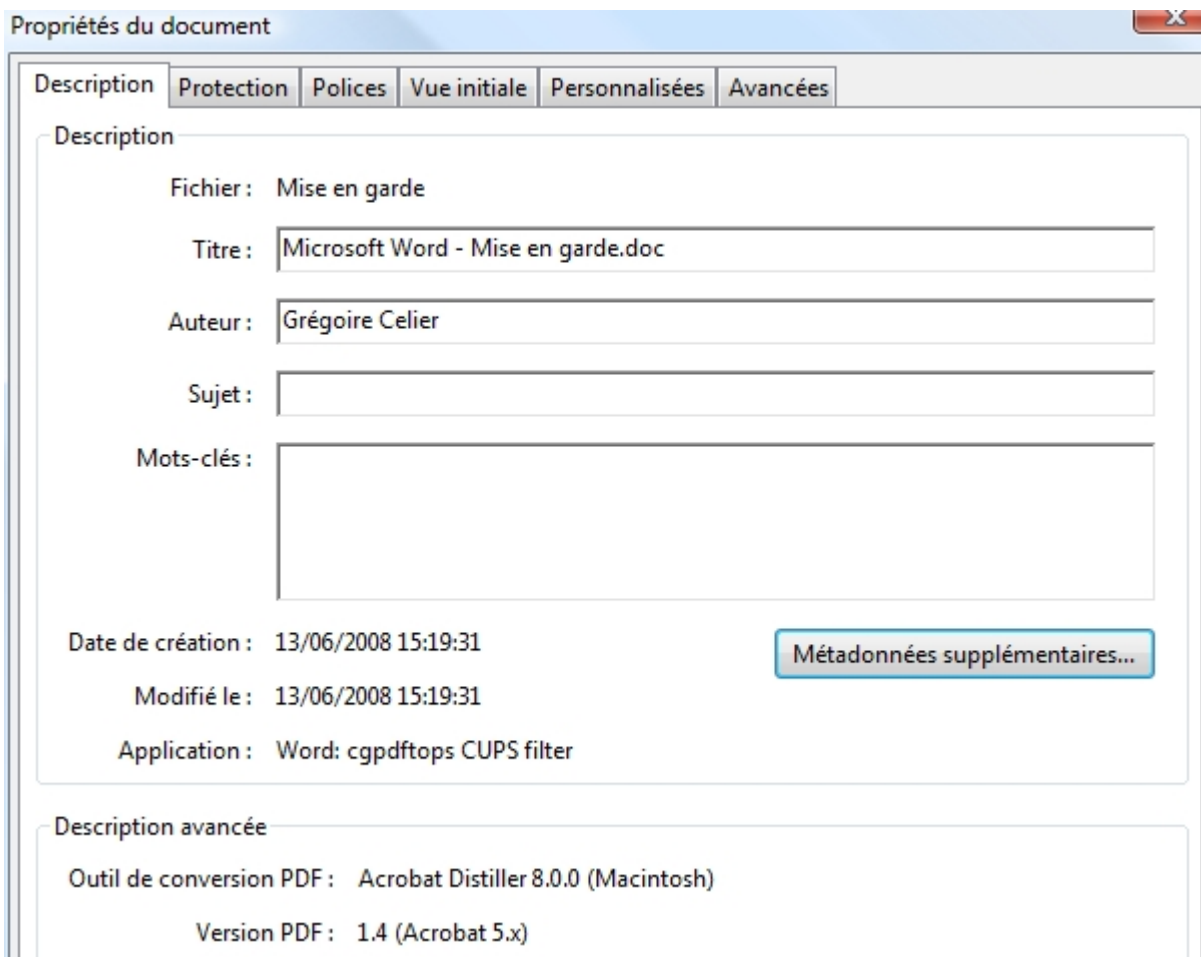 Propriétés du document
X
Description Protection Polices Vue initiale Personnalisées Avancées
Description
Fichier : Mise en garde
Titre : Microsoft Word - Mise en garde.doc
Auteur : Grégoire Celier
Sujet :
Mots-clés :
Date de création : 13/06/2008 15:19:31
Métadonnées supplémentaires...
Modifié le : 13/06/2008 15:19:31
Application : Word: cgpdftops CUPS filter
Description avancée
Outil de conversion PDF : Acrobat Distiller 8.0.0 (Macintosh)
Version PDF : 1.4 (Acrobat 5.x)